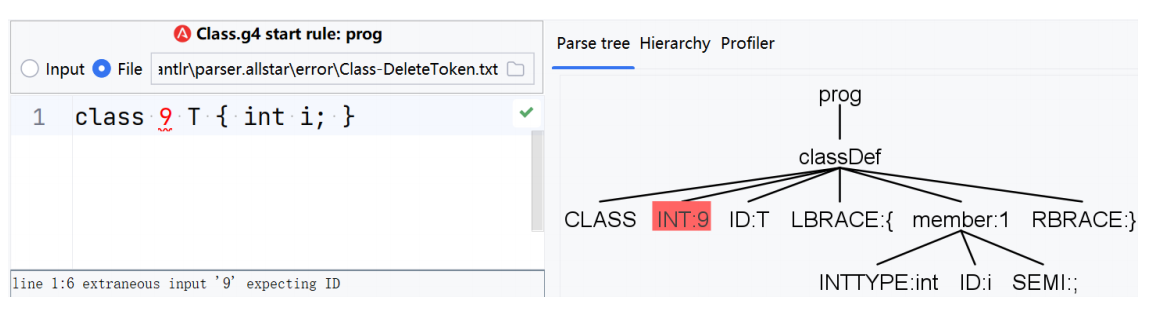 Class.g4 start rule: prog
Input File antlr\parser.allstar\error\Class-DeleteToken.txt
1 class 9 T { int i; }
line 1:6 extraneous input '9' expecting ID
Parse tree Hierarchy Profiler
prog
classDef
CLASS INT:9 ID:T LBRACE:{ member:1 RBRACE:}
INTTYPE:int ID:i SEMI:;